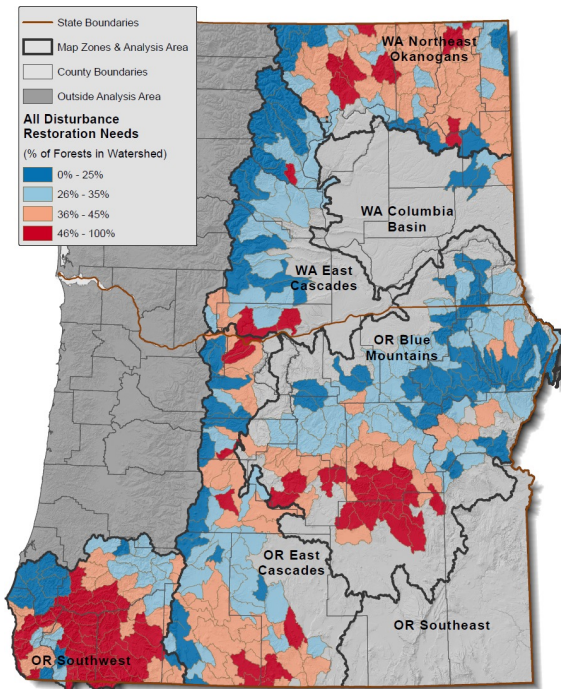 State Boundaries
Map Zones & Analysis Area
County Boundaries
Outside Analysis Area
All Disturbance
Restoration Needs
(% of Forests in Watershed)
0% - 25%
26% - 35%
36% - 45%
46% - 100%
WA Northeast
Okanogans
WA Columbia
Basin
WA East
Cascades
OR Blue
Mountains
OR East
Cascades
OR Southeast
OR Southwest